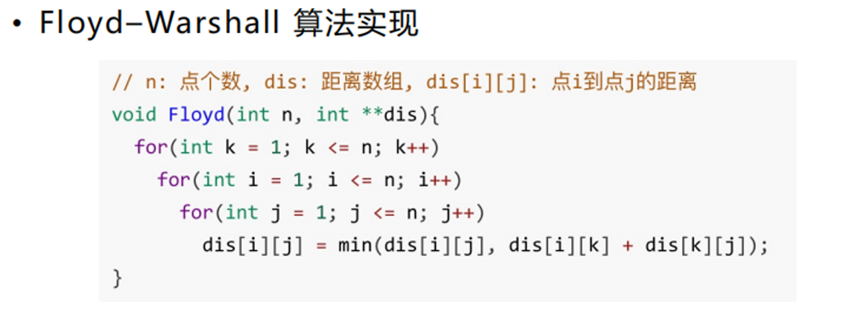 • Floyd–Warshall 算法实现
// n: 点个数, dis: 距离数组, dis[i][j]: 点i到点j的距离
void Floyd(int n, int **dis){
  for(int k = 1; k <= n; k++)
    for(int i = 1; i <= n; i++)
      for(int j = 1; j <= n; j++)
        dis[i][j] = min(dis[i][j], dis[i][k] + dis[k][j]);
}